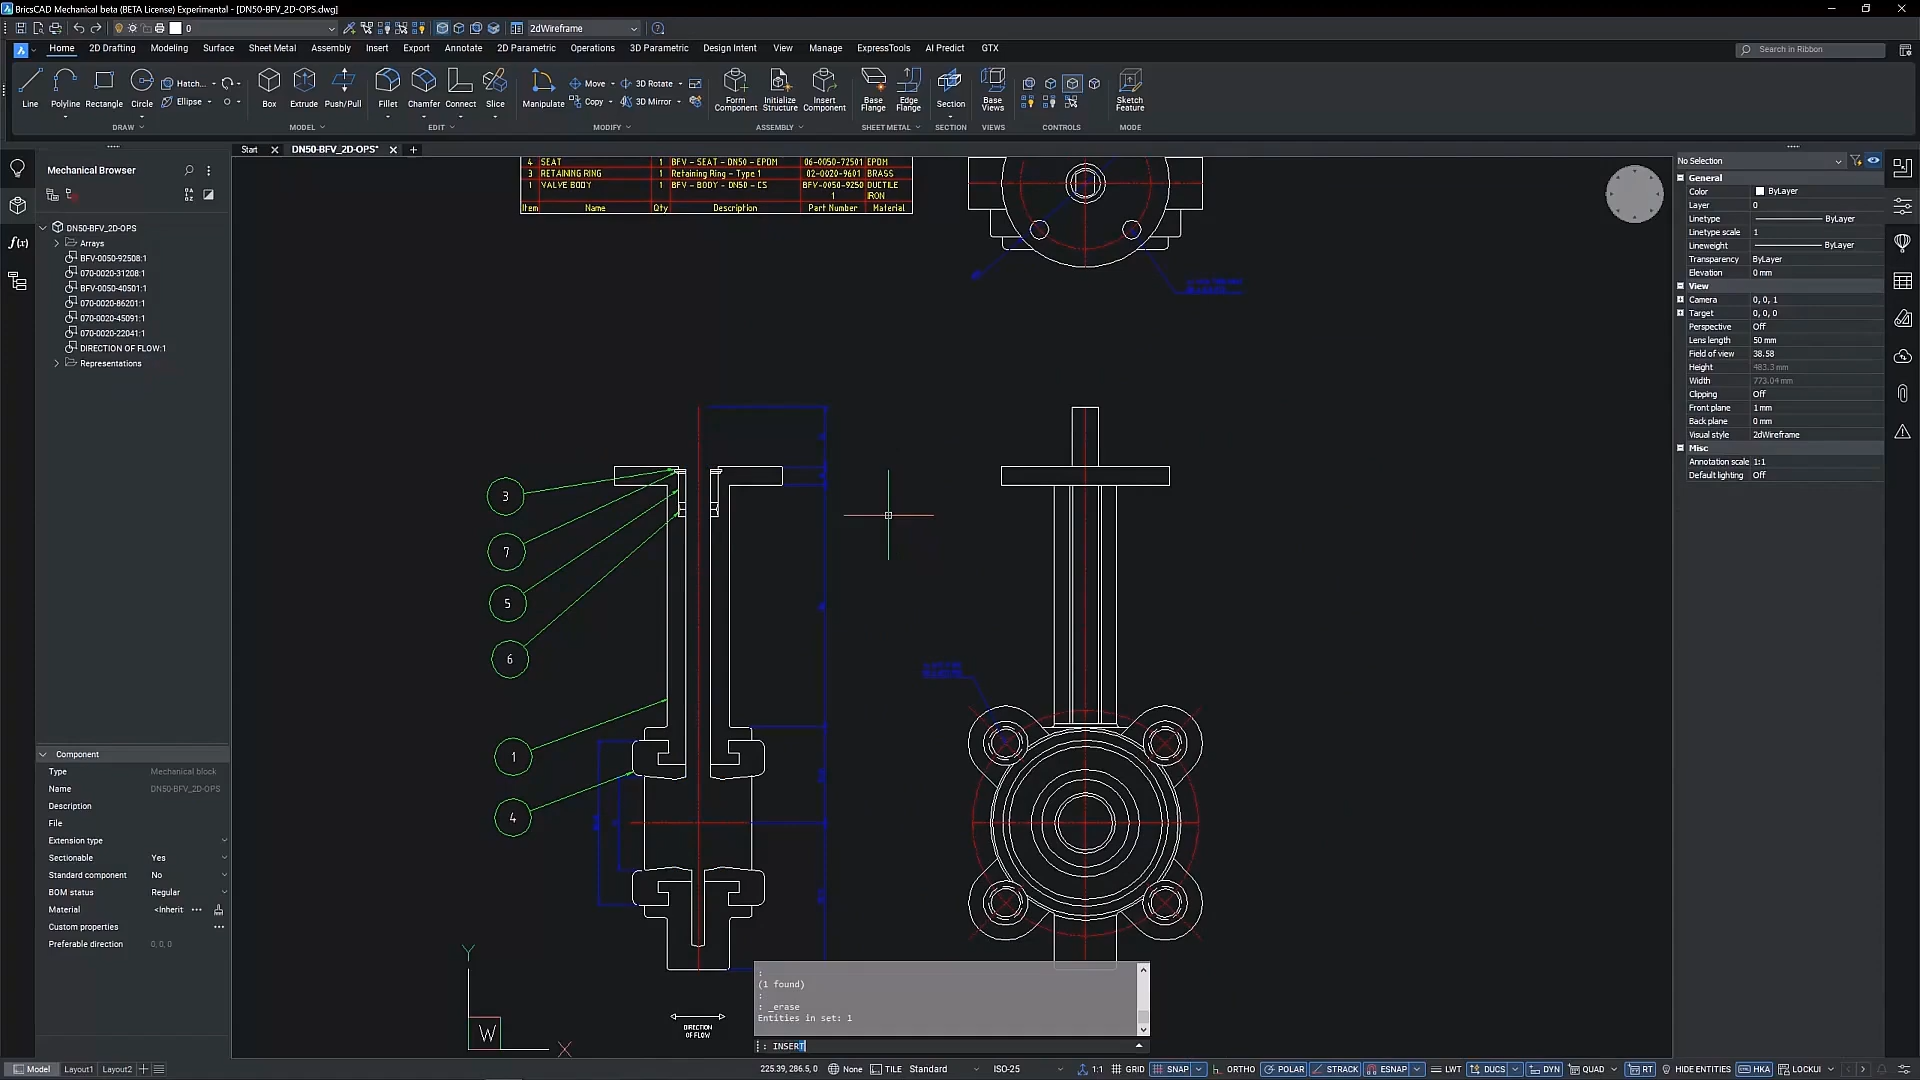 BricsCAD Mechanical beta (BETA License) Experimental - [DN50-BFV_2D-OPS.dwg]
0
2dWireframe
Home 2D Drafting Modeling Surface Sheet Metal Assembly Insert Export Annotate 2D Parametric Operations 3D Parametric Design Intent View Manage ExpressTools AI Predict GTX
Search in Ribbon
Hatch... Move 3D Rotate
Line Polyline Rectangle Circle Ellipse Box Extrude Push/Pull Fillet Chamfer Connect Slice Manipulate Copy 3D Mirror
Form Component Initialize Structure Insert Component Base Flange Edge Flange Section Base Views Sketch Feature
DRAW MODEL EDIT MODIFY ASSEMBLY SHEET METAL SECTION VIEWS CONTROLS MODE
Start DN50-BFV_2D-OPS*
Mechanical Browser
DN50-BFV_2D-OPS
Arrays
BFV-0050-92508:1
070-0020-31208:1
BFV-0050-40501:1
070-0020-86201:1
070-0020-45091:1
070-0020-22041:1
DIRECTION OF FLOW:1
Representations
f(x)
Component
Type Mechanical block
Name DN50-BFV_2D-OPS
Description
File
Extension type
Sectionable Yes
Standard component No
BOM status Regular
Material <Inherit
Custom properties
Preferable direction 0, 0, 0
4 SEAT 1 BFV - SEAT - DN50 - EPDM 06-0050-72501 EPDM
3 RETAINING RING 1 Retaining Ring - Type 1 02-0020-9601 BRASS
1 VALVE BODY 1 BFV - BODY - DN50 - CS BFV-0050-9250 DUCTILE
1 IRON
Item Name Qty Description Part Number Material
3
7
5
6
1
4
Y
W
X
DIRECTION
OF FLOW
:
(1 found)
:
: _erase
Entities in set: 1
: INSERT
No Selection
General
Color ByLayer
Layer 0
Linetype ByLayer
Linetype scale 1
Lineweight ByLayer
Transparency ByLayer
Elevation 0 mm
View
Camera 0, 0, 1
Target 0, 0, 0
Perspective Off
Lens length 50 mm
Field of view 38.58
Height 483.3 mm
Width 773.04 mm
Clipping Off
Front plane 1 mm
Back plane 0 mm
Visual style 2dWireframe
Misc
Annotation scale 1:1
Default lighting Off
Model Layout1 Layout2
225.39, 286.5, 0 None TILE Standard ISO-25 1:1 GRID SNAP ORTHO POLAR STRACK ESNAP LWT DUCS DYN QUAD RT HIDE ENTITIES HKA LOCKUI